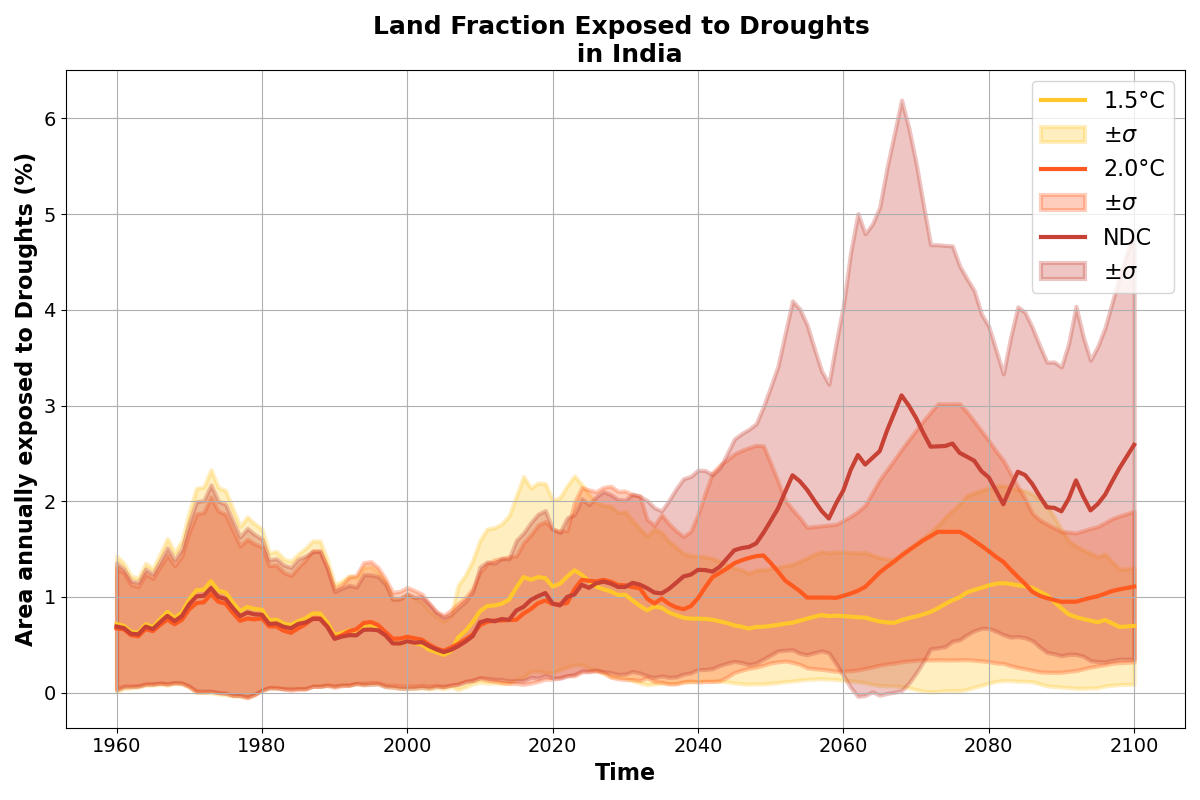 Land Fraction Exposed to Droughts
in India
Area annually exposed to Droughts (%)
6
5
4
3
2
1
0
1960
1980
2000
2020
2040
2060
2080
2100
Time
1.5°C
±σ
2.0°C
±σ
NDC
±σ